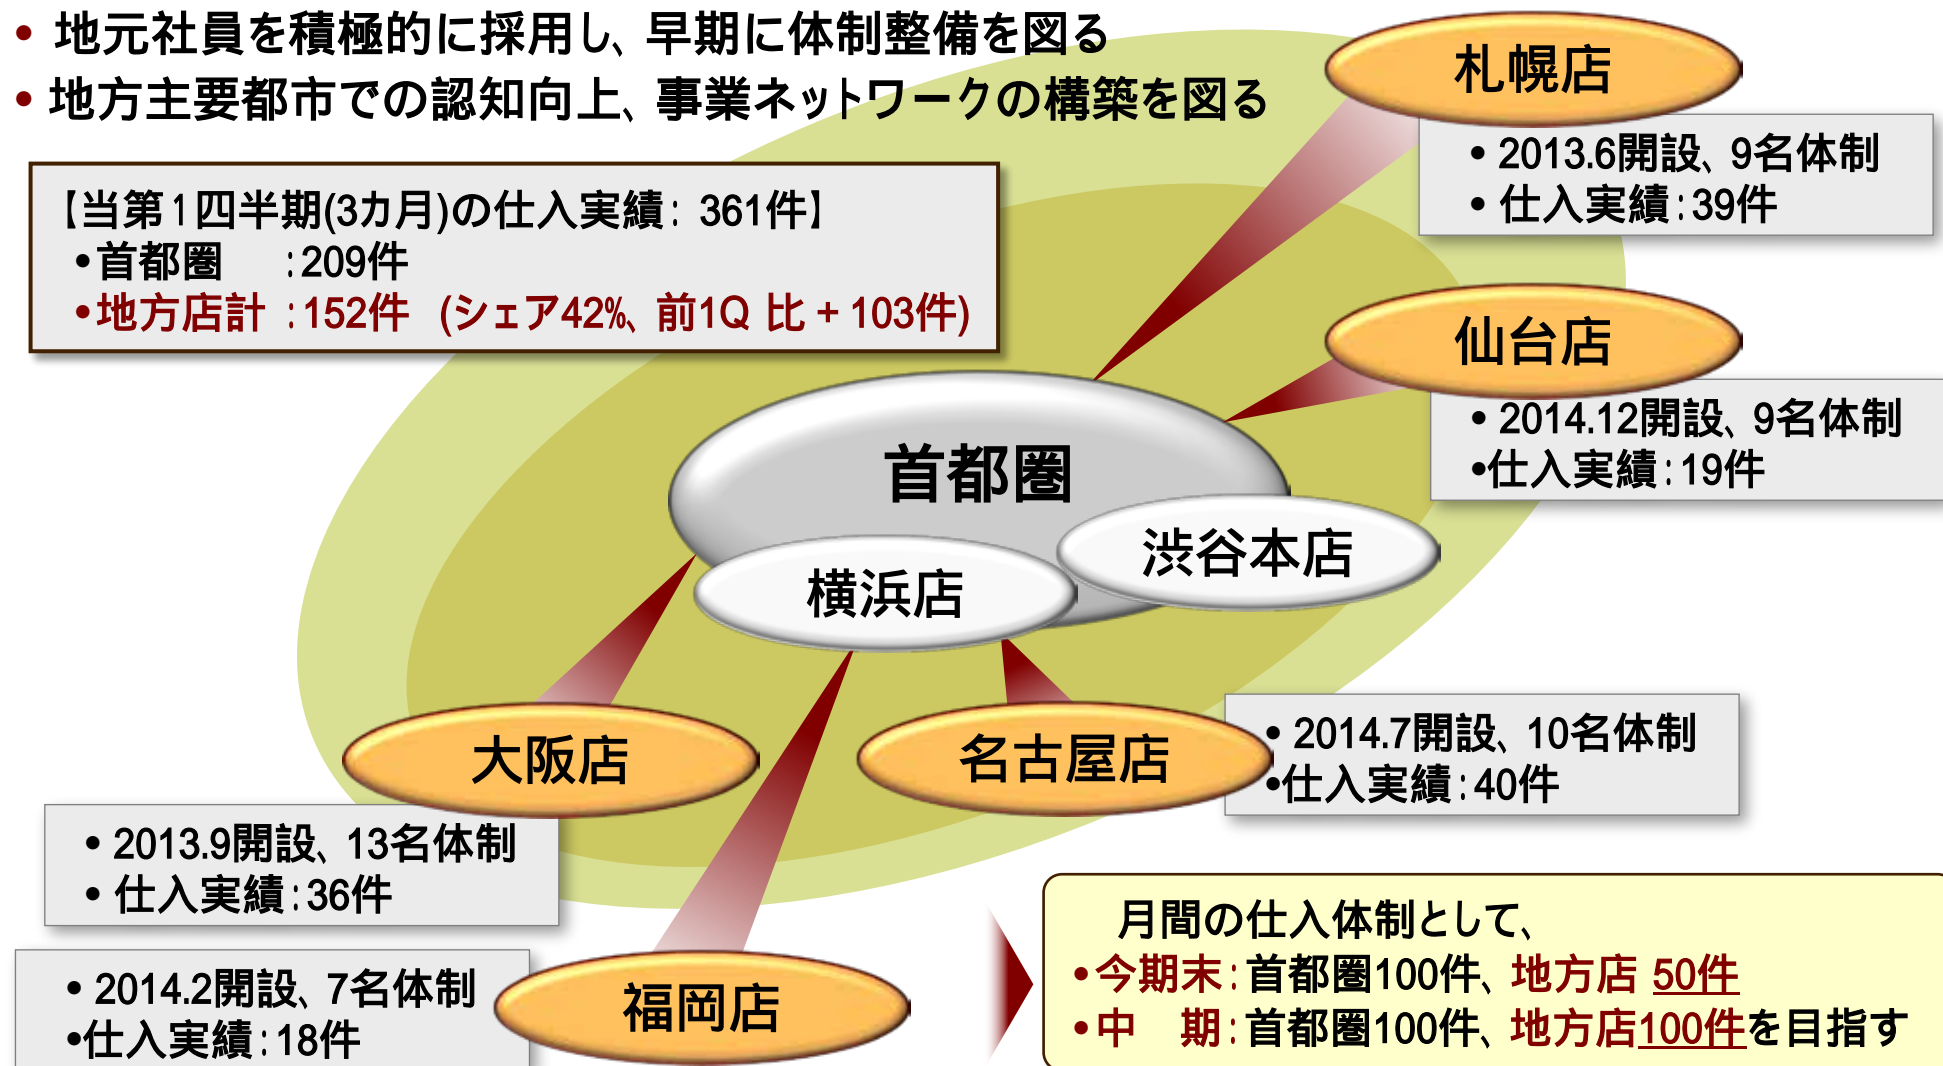 • 地元社員を積極的に採用し、早期に体制整備を図る
• 地方主要都市での認知向上、事業ネットワークの構築を図る
【当第1四半期(3カ月)の仕入実績: 361件】
•首都圏 :209件
•地方店計 :152件 (シェア42%、前1Q 比+103件)
札幌店
• 2013.6開設、9名体制
• 仕入実績:39件
仙台店
• 2014.12開設、9名体制
•仕入実績:19件
首都圏
渋谷本店
横浜店
大阪店
• 2013.9開設、13名体制
• 仕入実績:36件
名古屋店
• 2014.7開設、10名体制
•仕入実績:40件
福岡店
• 2014.2開設、7名体制
•仕入実績:18件
月間の仕入体制として、
•今期末:首都圏100件、地方店 50件
•中 期:首都圏100件、地方店100件を目指す